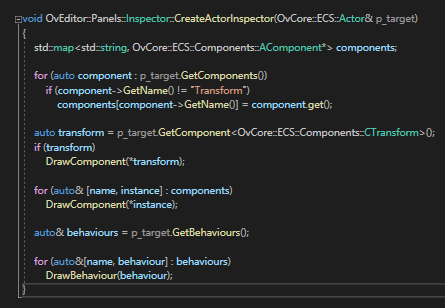 void OvEditor::Panels::Inspector::CreateActorInspector(OvCore::ECS::Actor& p_target)
{
std::map<std::string, OvCore::ECS::Components::AComponent*> components;
for (auto component : p_target.GetComponents())
if (component->GetName() != "Transform")
components[component->GetName()] = component.get();
auto transform = p_target.GetComponent<OvCore::ECS::Components::CTransform>();
if (transform)
DrawComponent(*transform);
for (auto& [name, instance] : components)
DrawComponent(*instance);
auto& behaviours = p_target.GetBehaviours();
for (auto&[name, behaviour] : behaviours)
DrawBehaviour(behaviour);
}